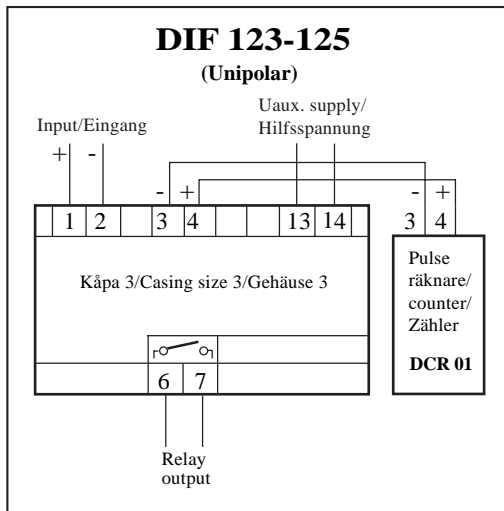 DIF 123-125
(Unipolar)
Uaux. supply/
Hilfsspannung
Input/Eingang
+ -
- +
- +
1 2 3 4 13 14
3 4
Kåpa 3/Casing size 3/Gehäuse 3
Pulse
räknare/
counter/
Zähler
DCR 01
6 7
Relay
output